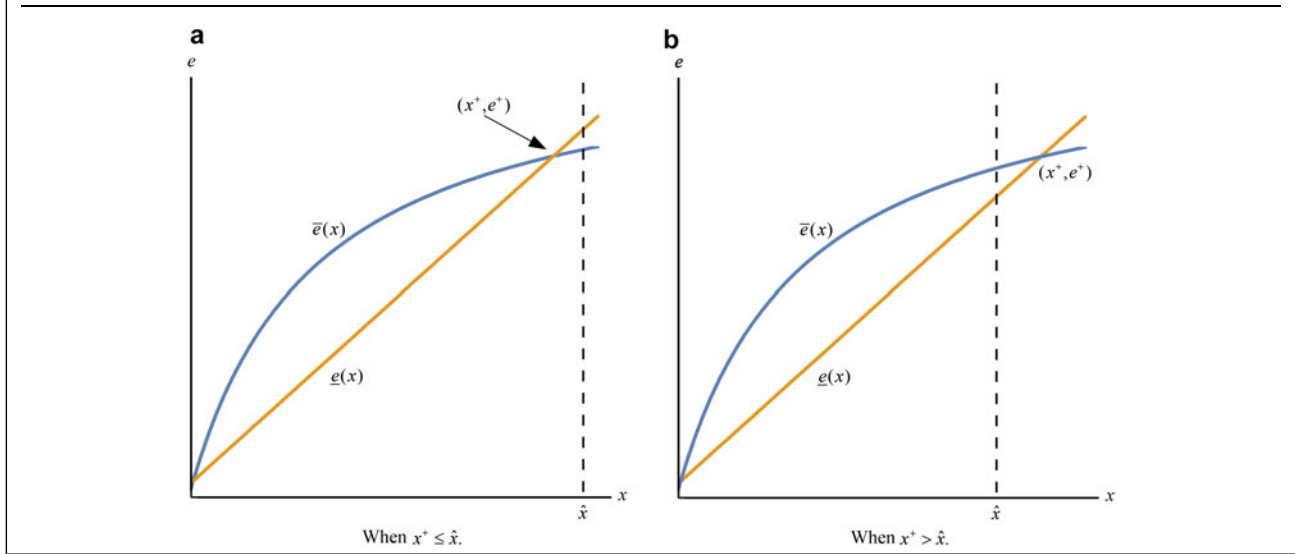 a
e
(x⁺,e⁺)
e̅(x)
e̲(x)
x
x̂
When x⁺ ≤ x̂.
b
e
(x⁺,e⁺)
e̅(x)
e̲(x)
x
x̂
When x⁺ > x̂.